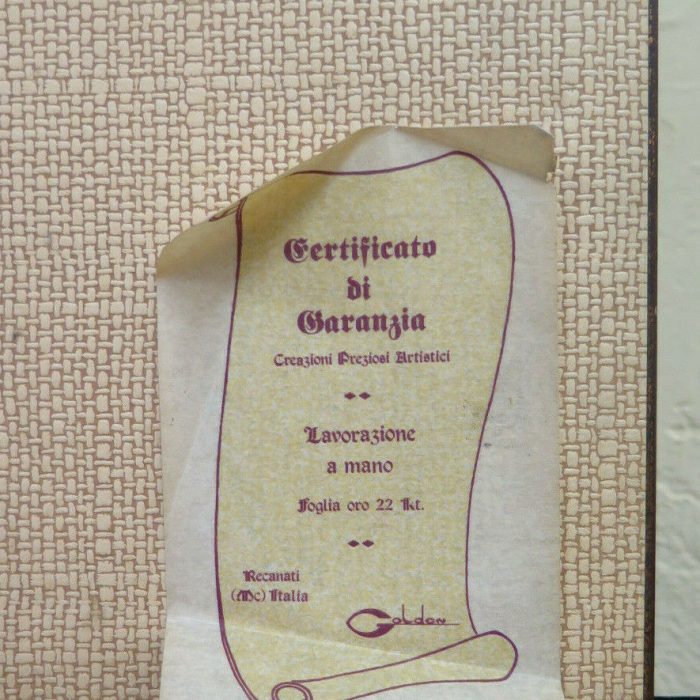 Certificato
di
Garanzia
Creazioni Preziosi Artistici
Lavorazione
a mano
Foglia oro 22 Kt.
Recanati
(Mc) Italia
Golden